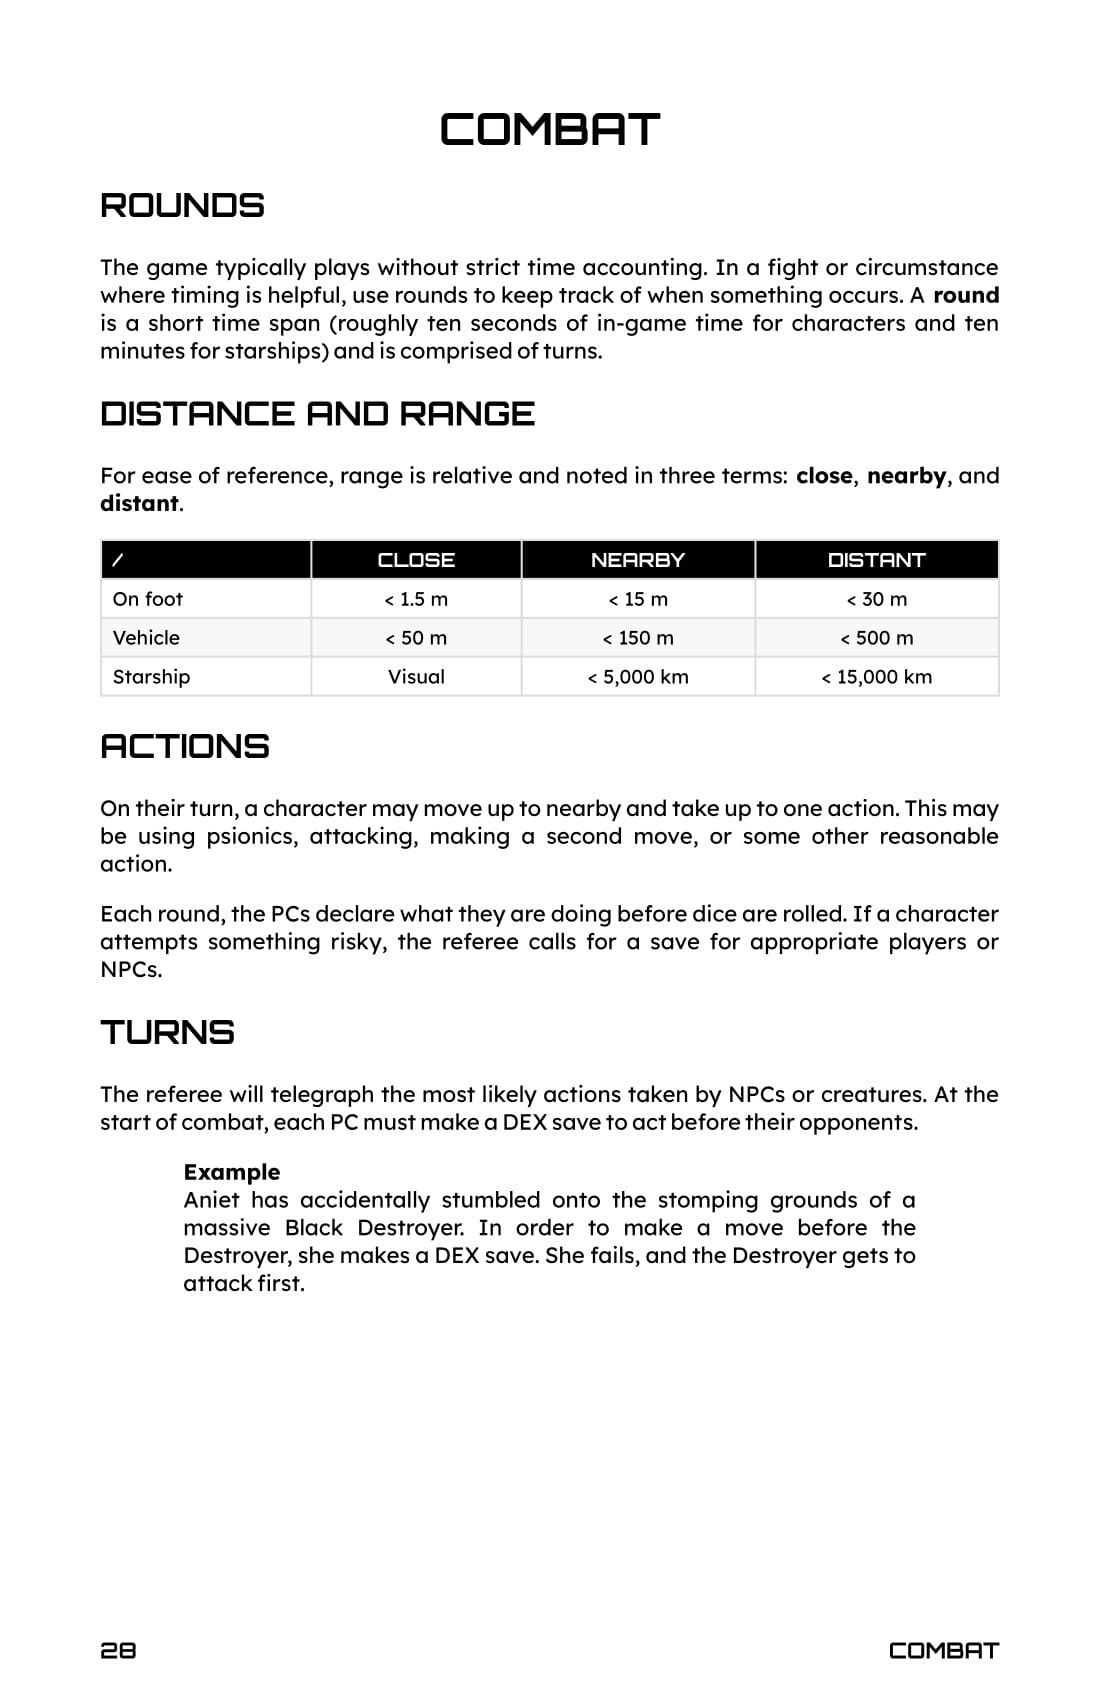 COMBAT
ROUNDS
The game typically plays without strict time accounting. In a fight or circumstance
where timing is helpful, use rounds to keep track of when something occurs. A round
is a short time span (roughly ten seconds of in-game time for characters and ten
minutes for starships) and is comprised of turns.
DISTANCE AND RANGE
For ease of reference, range is relative and noted in three terms: close, nearby, and
distant.
/ CLOSE NEARBY DISTANT
On foot < 1.5 m < 15 m < 30 m
Vehicle < 50 m < 150 m < 500 m
Starship Visual < 5,000 km < 15,000 km
ACTIONS
On their turn, a character may move up to nearby and take up to one action. This may
be using psionics, attacking, making a second move, or some other reasonable
action.
Each round, the PCs declare what they are doing before dice are rolled. If a character
attempts something risky, the referee calls for a save for appropriate players or
NPCs.
TURNS
The referee will telegraph the most likely actions taken by NPCs or creatures. At the
start of combat, each PC must make a DEX save to act before their opponents.
Example
Aniet has accidentally stumbled onto the stomping grounds of a
massive Black Destroyer. In order to make a move before the
Destroyer, she makes a DEX save. She fails, and the Destroyer gets to
attack first.
28 COMBAT